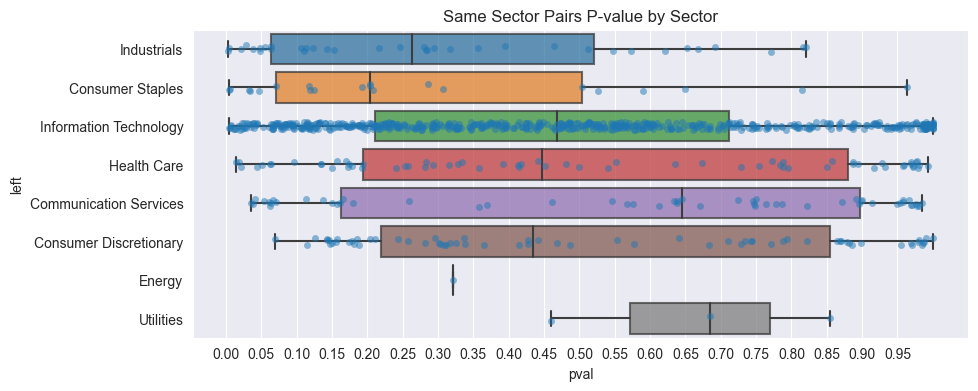 Same Sector Pairs P-value by Sector
Industrials
Consumer Staples
Information Technology
Health Care
Communication Services
Consumer Discretionary
Energy
Utilities
left
0.00 0.05 0.10 0.15 0.20 0.25 0.30 0.35 0.40 0.45 0.50 0.55 0.60 0.65 0.70 0.75 0.80 0.85 0.90 0.95
pval